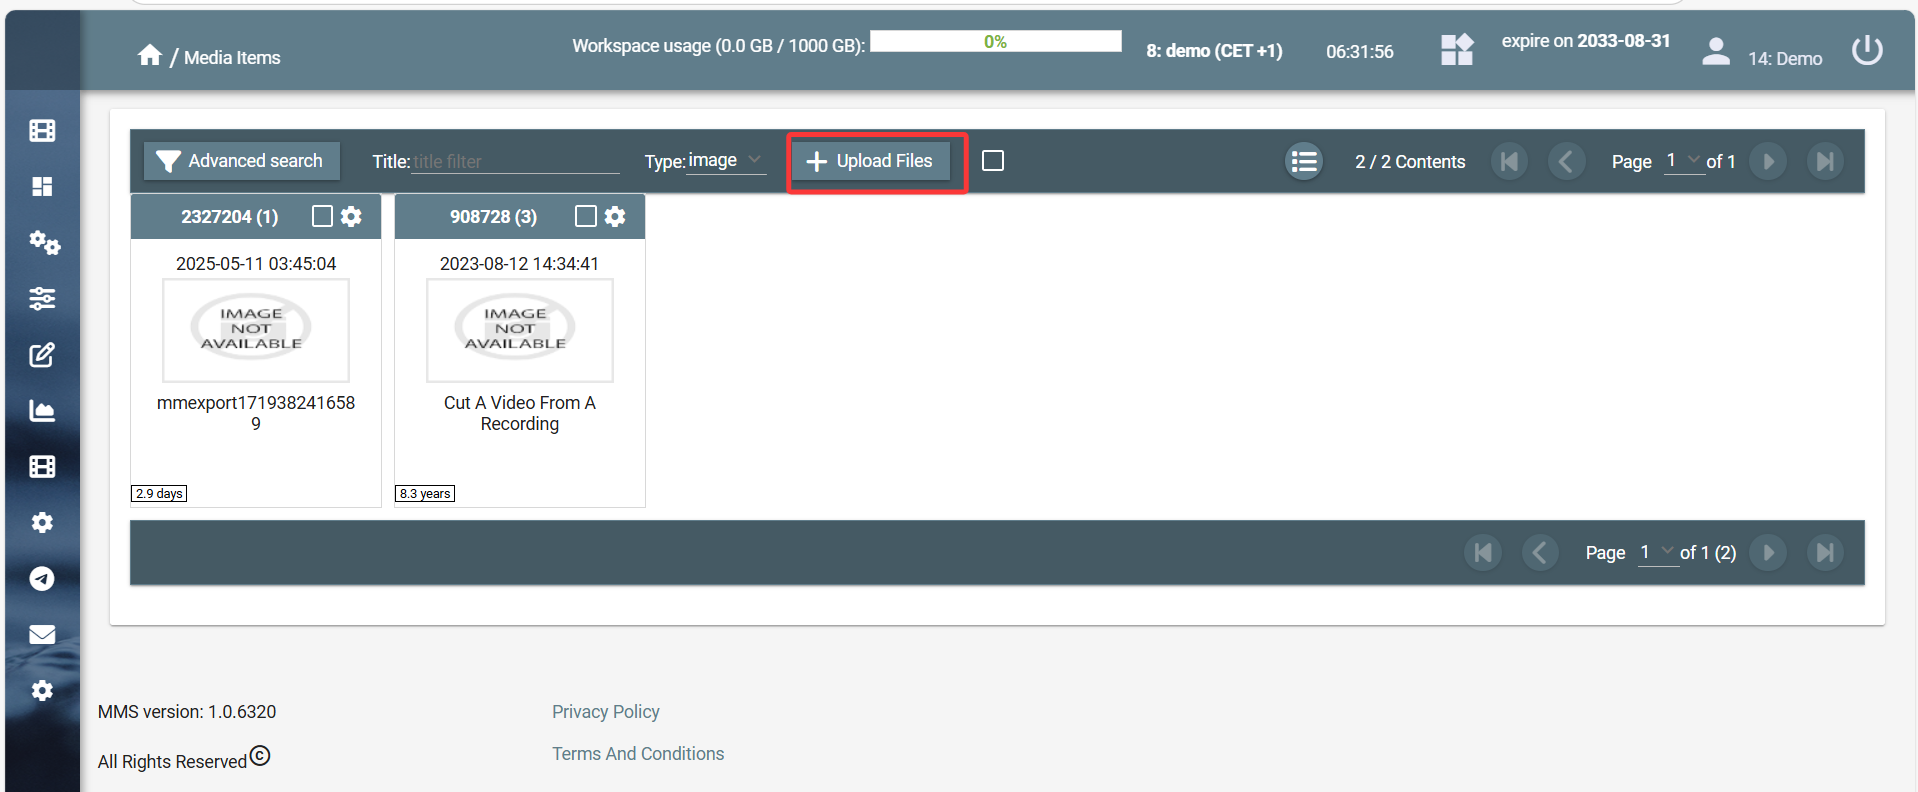 / Media Items
Workspace usage (0.0 GB / 1000 GB): 0%
8: demo (CET +1)
06:31:56
expire on 2033-08-31
14: Demo
Advanced search
Title: title filter
Type: image
+ Upload Files
2 / 2 Contents
Page 1 of 1
2327204 (1)
2025-05-11 03:45:04
IMAGE
NOT
AVAILABLE
mmexport171938241658
9
2.9 days
908728 (3)
2023-08-12 14:34:41
IMAGE
NOT
AVAILABLE
Cut A Video From A
Recording
8.3 years
Page 1 of 1 (2)
MMS version: 1.0.6320
Privacy Policy
All Rights Reserved ©
Terms And Conditions